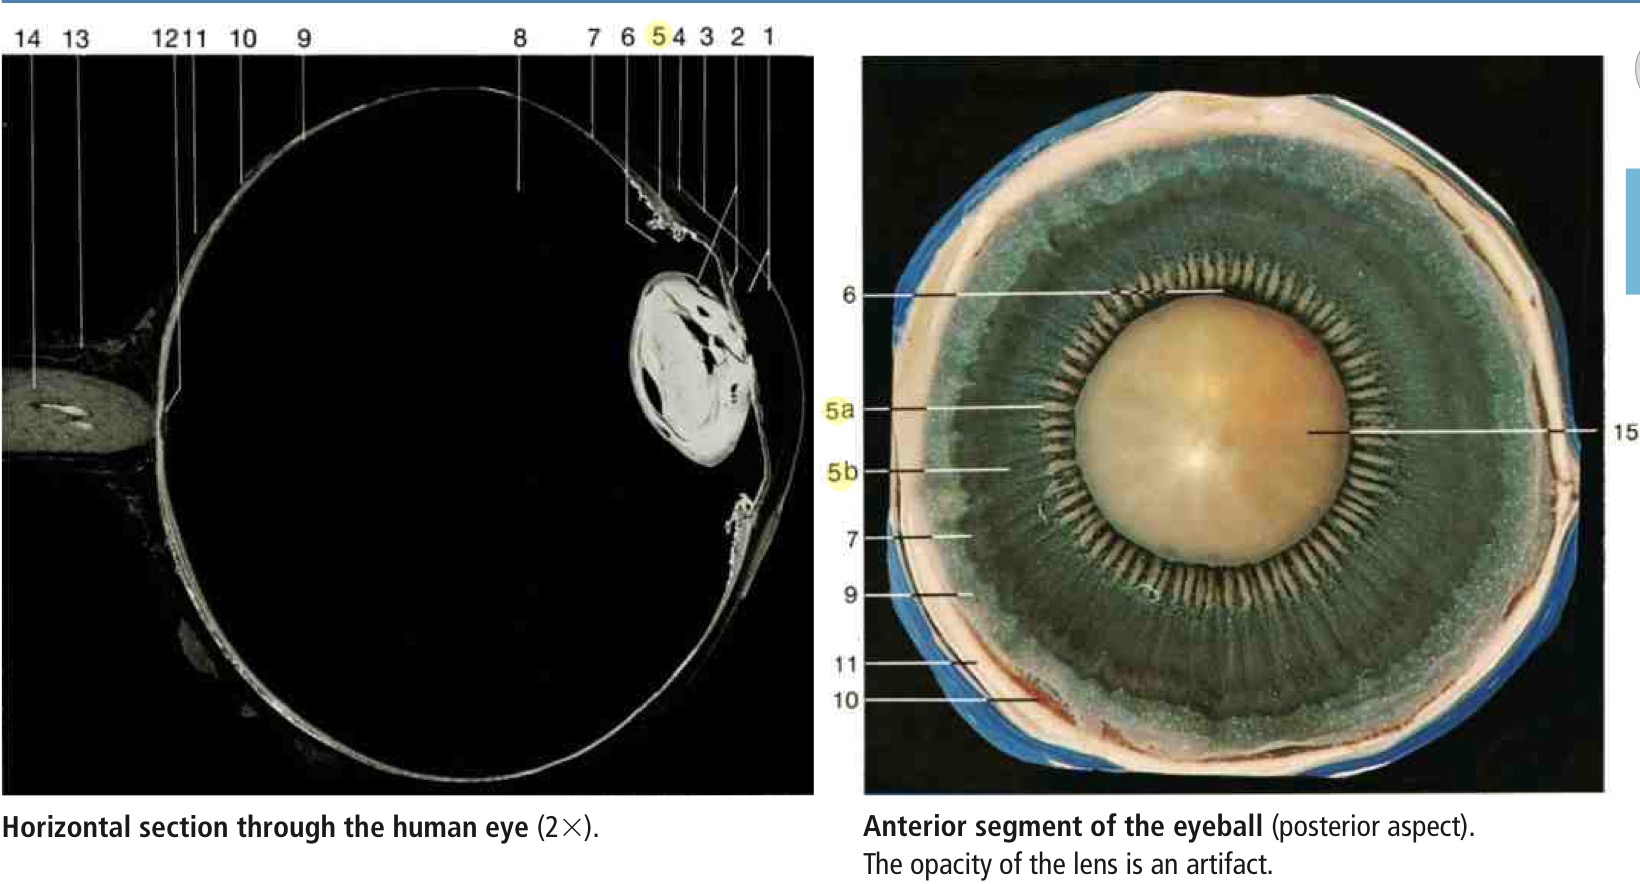 14 13 12 11 10 9 8 7 6 5 4 3 2 1
6
5a
15
5b
7
9
11
10
Horizontal section through the human eye (2×).
Anterior segment of the eyeball (posterior aspect).
The opacity of the lens is an artifact.